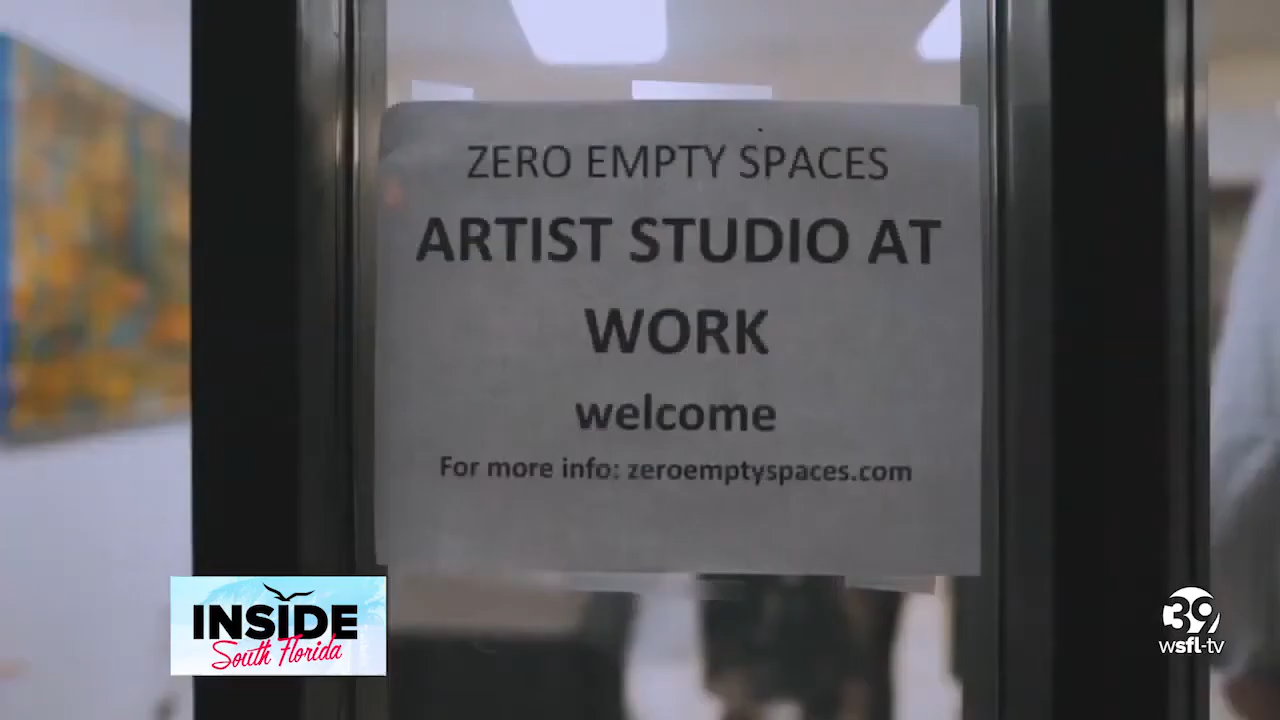 ZERO EMPTY SPACES
ARTIST STUDIO AT
WORK
welcome
For more info: zeroemptyspaces.com
INSIDE
South Florida
39
wsfl-tv